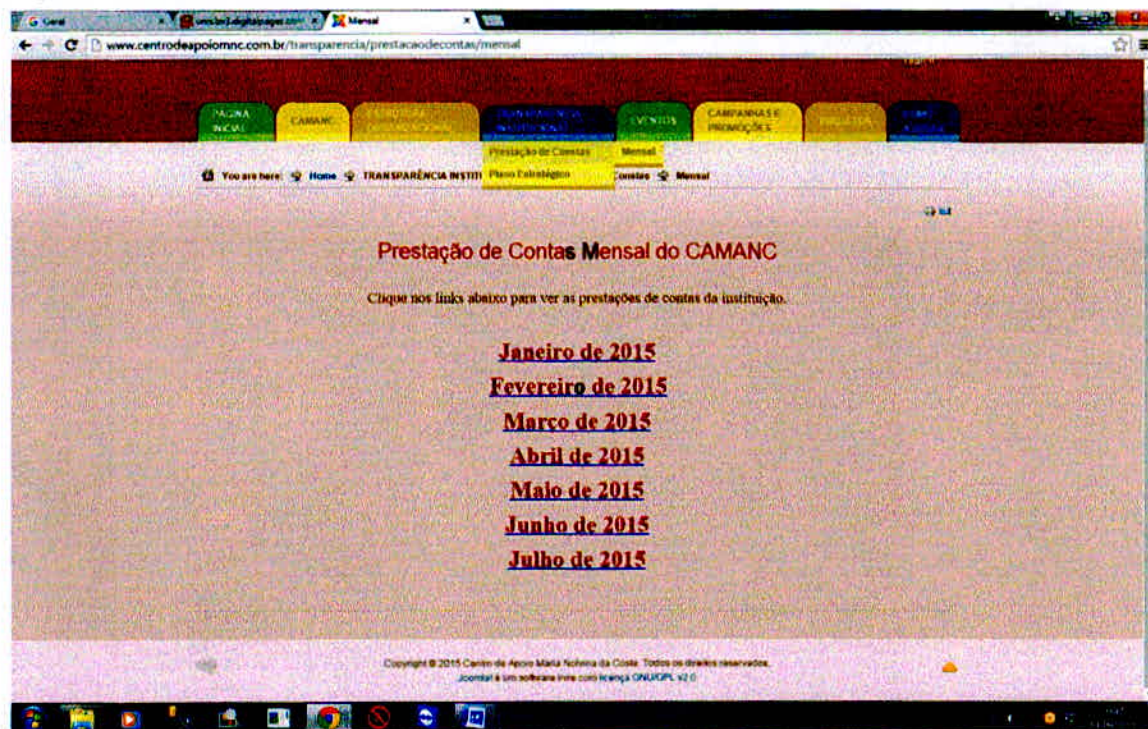 Geral
Mensal
www.centrodeapoiomnc.com.br/transparencia/prestacaodecontas/mensal
PÁGINA INICIAL
CAMANC
EVENTOS
CAMPANHAS E PROMOÇÕES
Prestação de Contas
Mensal
Plano Estratégico
You are here:
Home
TRANSPARÊNCIA INSTIT
Contas
Mensal
Prestação de Contas Mensal do CAMANC
Clique nos links abaixo para ver as prestações de contas da instituição.
Janeiro de 2015
Fevereiro de 2015
Março de 2015
Abril de 2015
Maio de 2015
Junho de 2015
Julho de 2015
Copyright © 2015 Centro de Apoio Maria da Costa. Todos os direitos reservados.
Joomla! é um software livre com licença GNU/GPL v2.0